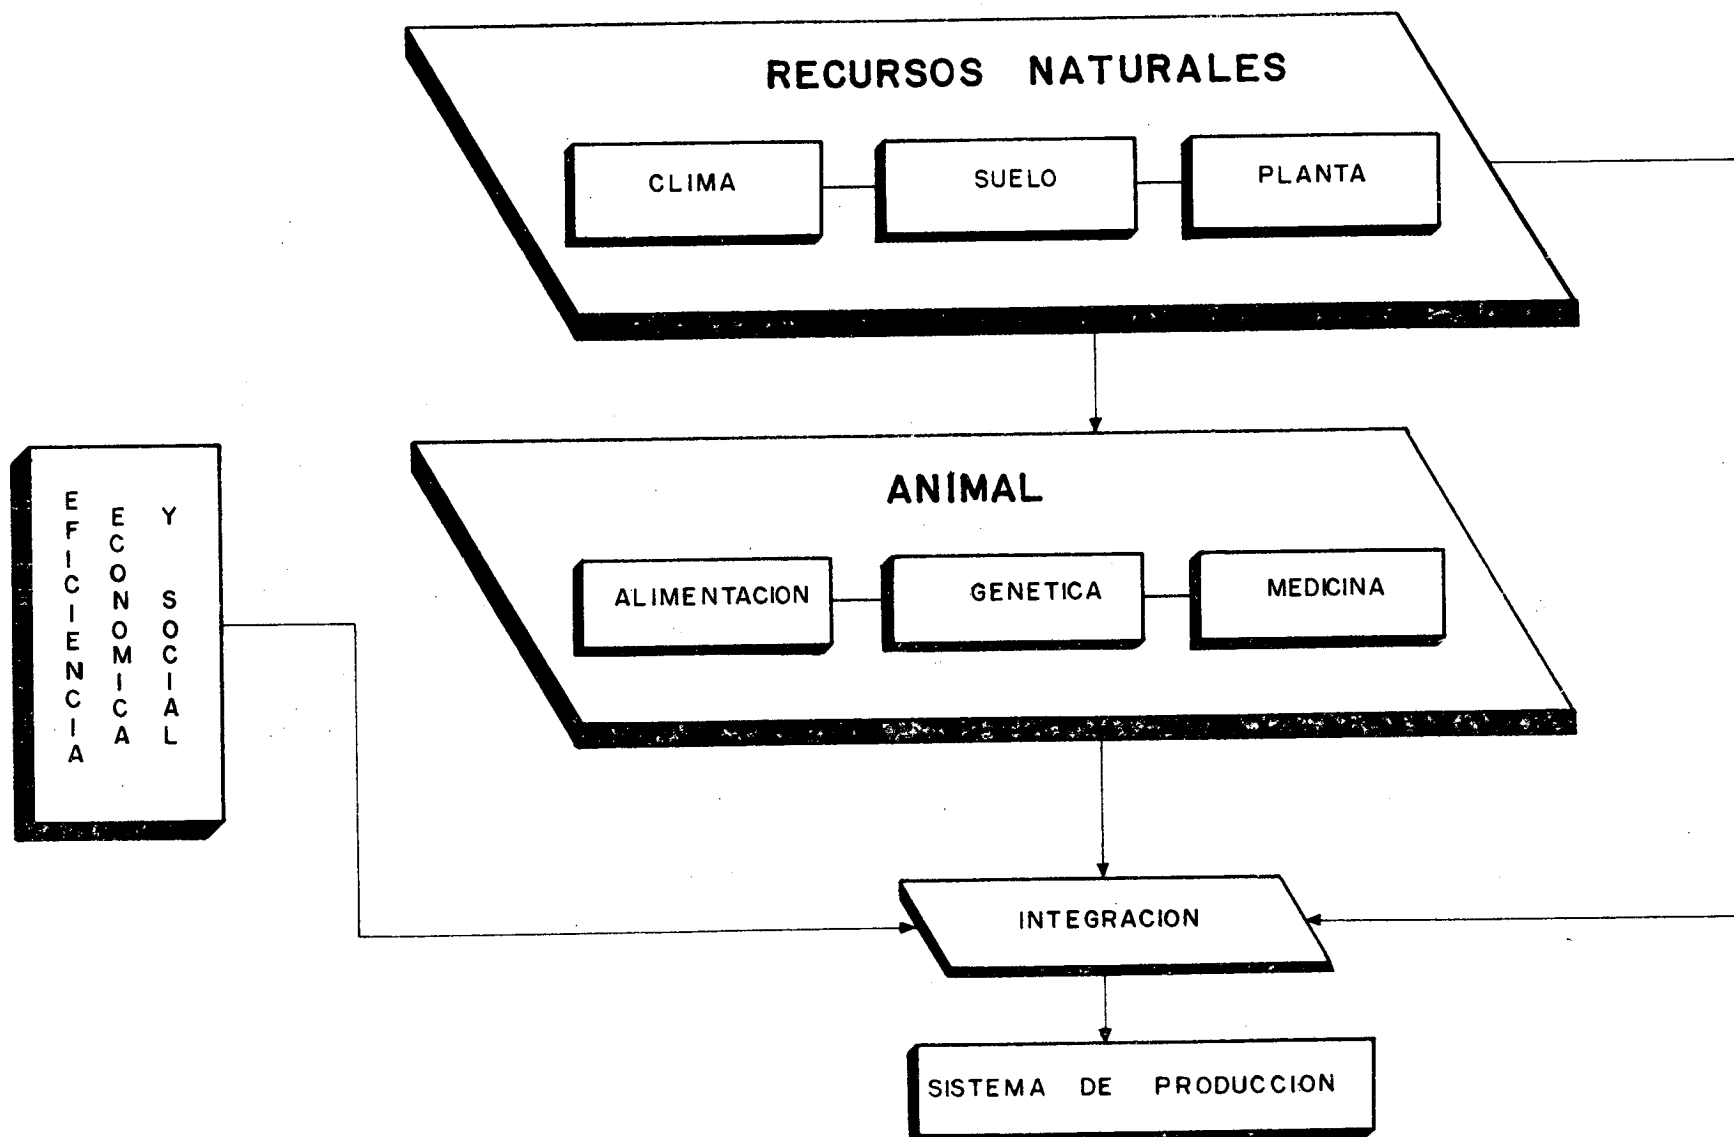 RECURSOS NATURALES
CLIMA
SUELO
PLANTA
ANIMAL
ALIMENTACION
GENETICA
MEDICINA
EFICIENCIA
ECONOMICA
Y SOCIAL
INTEGRACION
SISTEMA DE PRODUCCION